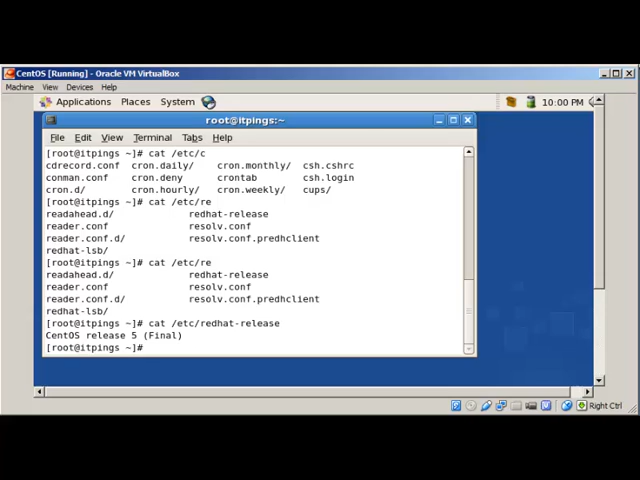 CentOS [Running] - Oracle VM VirtualBox
Machine View Devices Help
Applications Places System 10:00 PM
root@itpings:~
File Edit View Terminal Tabs Help
[root@itpings ~]# cat /etc/c
cdrecord.conf cron.daily/ cron.monthly/ csh.cshrc
conman.conf cron.deny crontab csh.login
cron.d/ cron.hourly/ cron.weekly/ cups/
[root@itpings ~]# cat /etc/re
readahead.d/ redhat-release
reader.conf resolv.conf
reader.conf.d/ resolv.conf.predhclient
redhat-lsb/
[root@itpings ~]# cat /etc/re
readahead.d/ redhat-release
reader.conf resolv.conf
reader.conf.d/ resolv.conf.predhclient
redhat-lsb/
[root@itpings ~]# cat /etc/redhat-release
CentOS release 5 (Final)
[root@itpings ~]#
Right Ctrl